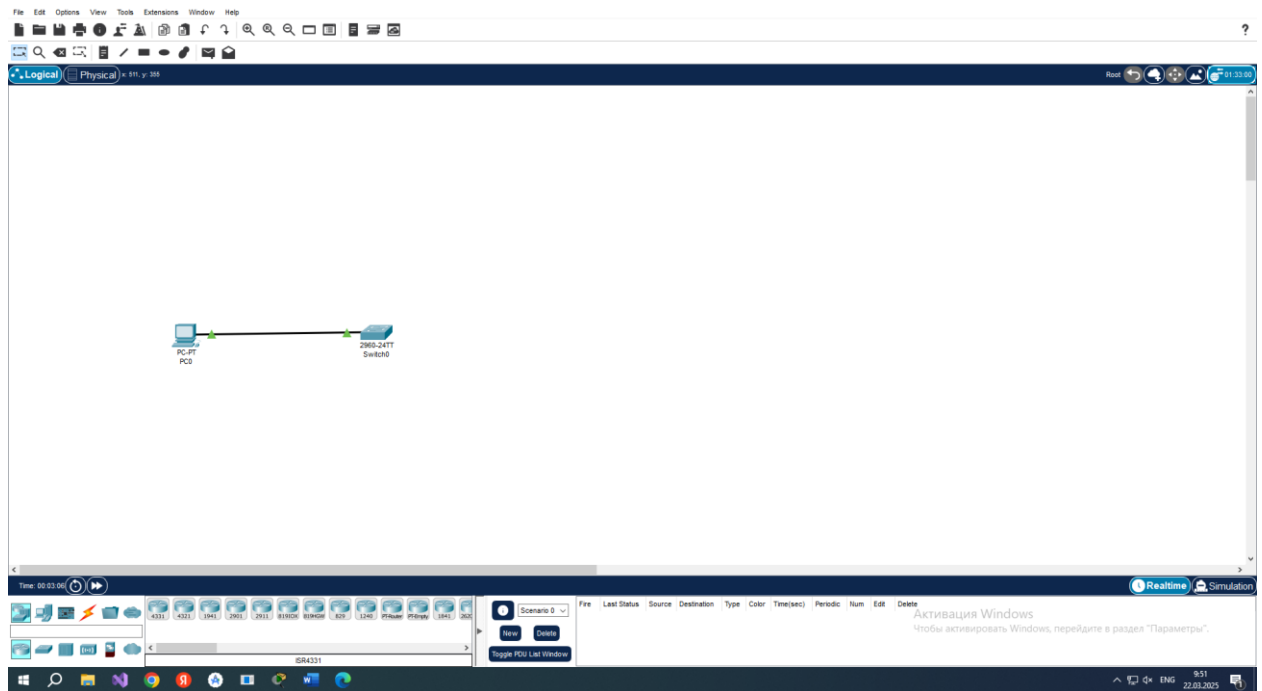 File Edit Options View Tools Extensions Window Help
?
Logical Physical x: 511, y: 355 Root 01:33:00
PC-PT
PC0
2960-24TT
Switch0
Time: 00:03:06 Realtime Simulation
4331 4321 1941 2901 2911 819IOX 819HGW 829 1240 PT-Router PT-Empty 1841
Scenario 0
New Delete
Toggle PDU List Window
Fire Last Status Source Destination Type Color Time(sec) Periodic Num Edit Delete
Активация Windows
Чтобы активировать Windows, перейдите в раздел "Параметры".
ISR4331
ENG 9:51
22.03.2025